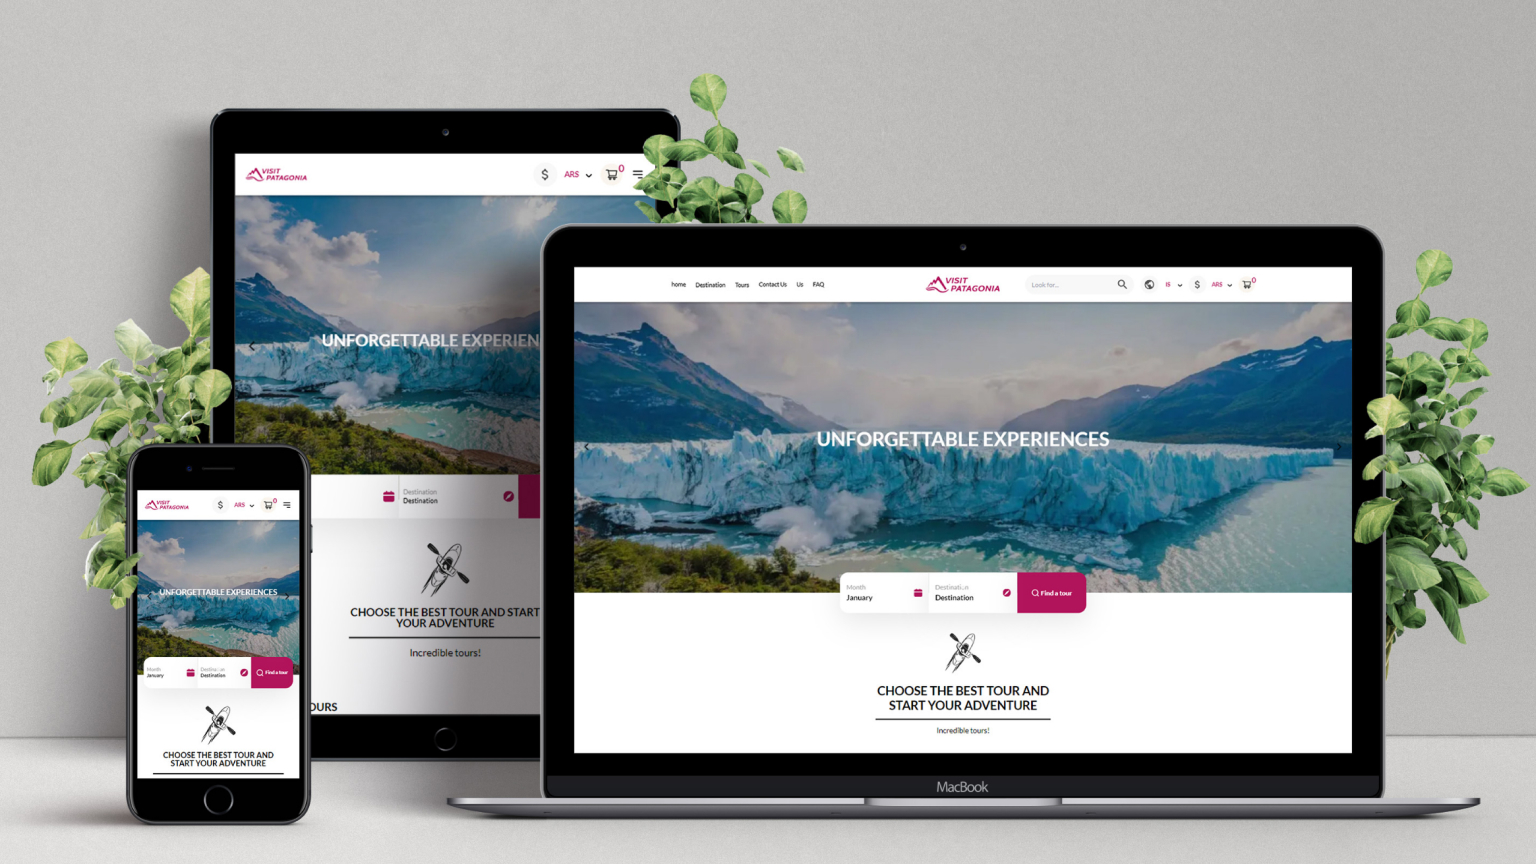 VISIT
PATAGONIA
$ ARS 0
UNFORGETTABLE EXPERIEN
Destination
Destination
CHOOSE THE BEST TOUR AND START
YOUR ADVENTURE
Incredible tours!
OURS
VISIT
PATAGONIA
$ ARS 0
UNFORGETTABLE EXPERIENCES
Month
January
Destination
Destination
Find a tour
CHOOSE THE BEST TOUR AND
START YOUR ADVENTURE
home Destination Tours Contact Us Us FAQ
VISIT
PATAGONIA
Look for...
IS $ ARS 0
UNFORGETTABLE EXPERIENCES
Month
January
Destination
Destination
Find a tour
CHOOSE THE BEST TOUR AND
START YOUR ADVENTURE
Incredible tours!
MacBook